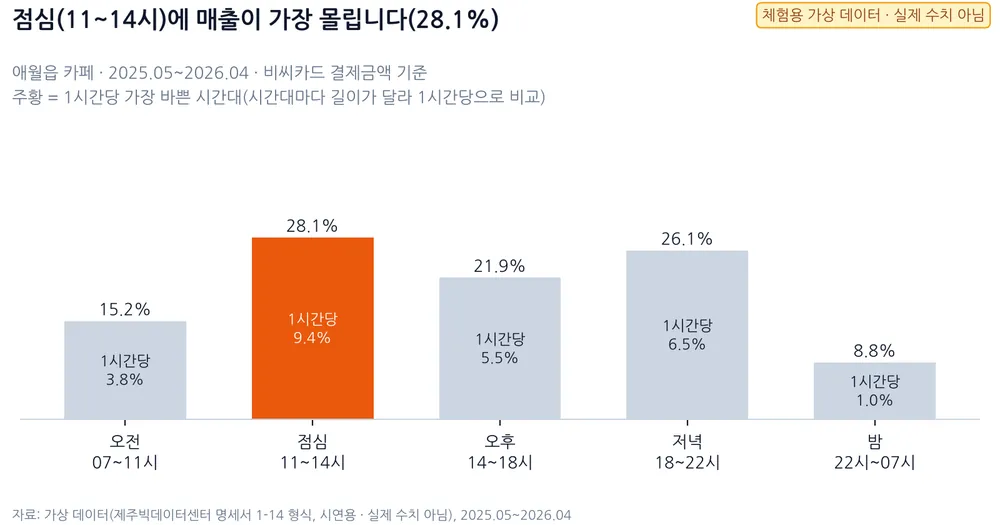 점심(11~14시)에 매출이 가장 몰립니다(28.1%)
체험용 가상 데이터 · 실제 수치 아님
애월읍 카페 · 2025.05~2026.04 · 비씨카드 결제금액 기준
주황 = 1시간당 가장 바쁜 시간대(시간대마다 길이가 달라 1시간당으로 비교)
15.2%
28.1%
21.9%
26.1%
8.8%
1시간당
3.8%
1시간당
9.4%
1시간당
5.5%
1시간당
6.5%
1시간당
1.0%
오전
07~11시
점심
11~14시
오후
14~18시
저녁
18~22시
밤
22시~07시
자료: 가상 데이터(제주빅데이터센터 명세서 1-14 형식, 시연용 · 실제 수치 아님), 2025.05~2026.04